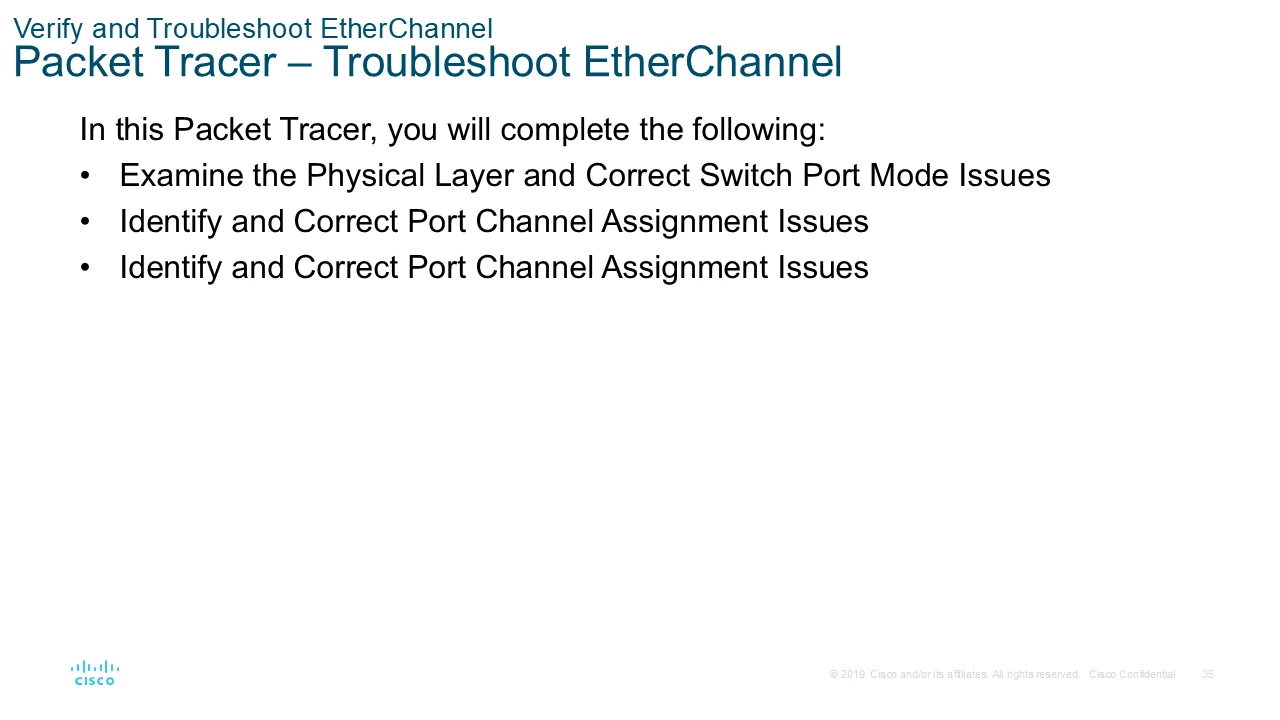 Verify and Troubleshoot EtherChannel
Packet Tracer – Troubleshoot EtherChannel
In this Packet Tracer, you will complete the following:
• Examine the Physical Layer and Correct Switch Port Mode Issues
• Identify and Correct Port Channel Assignment Issues
• Identify and Correct Port Channel Assignment Issues
CISCO
© 2019 Cisco and/or its affiliates. All rights reserved. Cisco Confidential 35